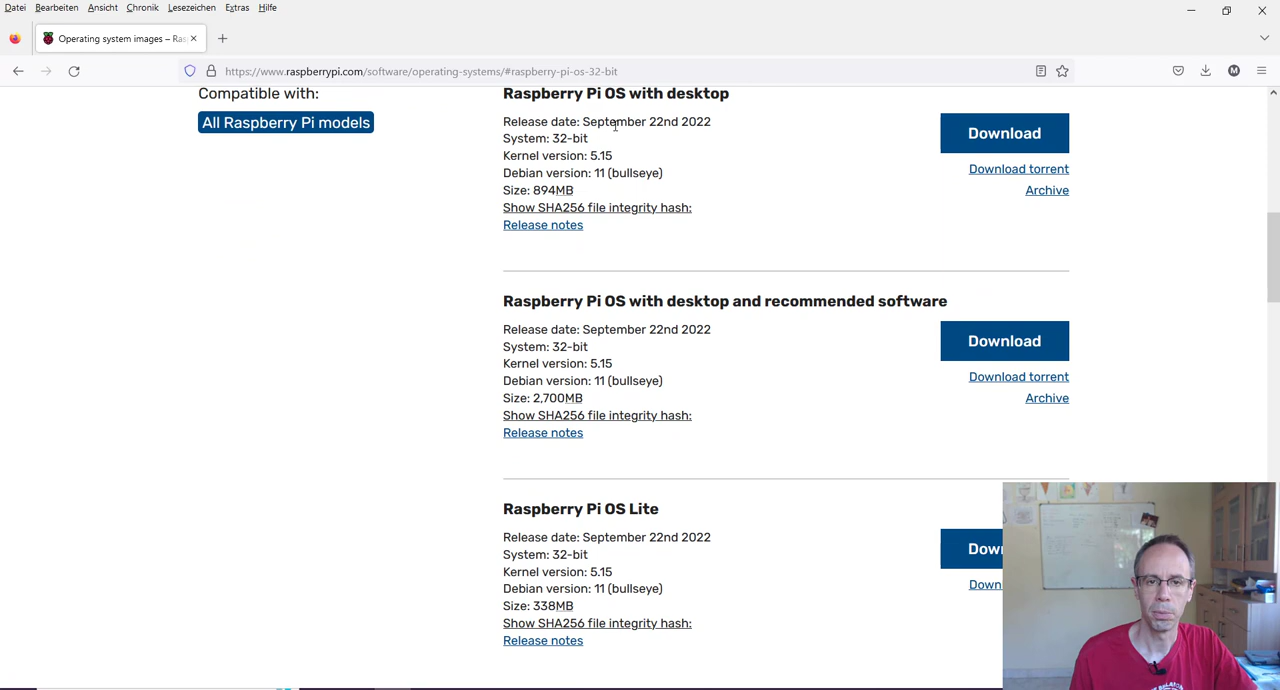 Datei Bearbeiten Ansicht Chronik Lesezeichen Extras Hilfe
Operating system images – Ras
https://www.raspberrypi.com/software/operating-systems/#raspberry-pi-os-32-bit
M
Compatible with:
All Raspberry Pi models
Raspberry Pi OS with desktop
Release date: September 22nd 2022
System: 32-bit
Kernel version: 5.15
Debian version: 11 (bullseye)
Size: 894MB
Show SHA256 file integrity hash:
Release notes
Download
Download torrent
Archive
Raspberry Pi OS with desktop and recommended software
Release date: September 22nd 2022
System: 32-bit
Kernel version: 5.15
Debian version: 11 (bullseye)
Size: 2,700MB
Show SHA256 file integrity hash:
Release notes
Download
Download torrent
Archive
Raspberry Pi OS Lite
Release date: September 22nd 2022
System: 32-bit
Kernel version: 5.15
Debian version: 11 (bullseye)
Size: 338MB
Show SHA256 file integrity hash:
Release notes
Dow
Down